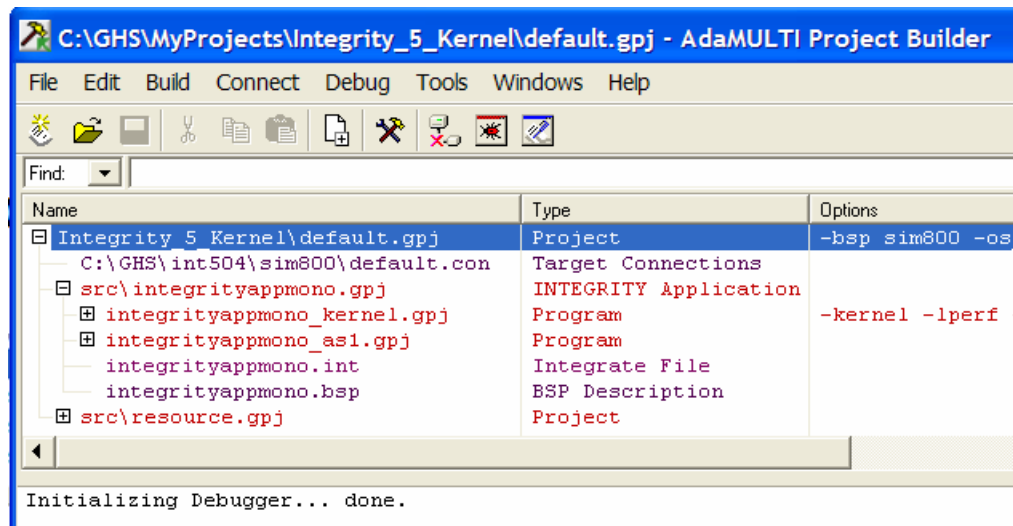 C:\GHS\MyProjects\Integrity_5_Kernel\default.gpj - AdaMULTI Project Builder
File Edit Build Connect Debug Tools Windows Help
Find:
Name Type Options
Integrity_5_Kernel\default.gpj Project -bsp sim800 -os
C:\GHS\int504\sim800\default.con Target Connections
src\integrityappmono.gpj INTEGRITY Application
integrityappmono_kernel.gpj Program -kernel -lperf
integrityappmono_as1.gpj Program
integrityappmono.int Integrate File
integrityappmono.bsp BSP Description
src\resource.gpj Project
Initializing Debugger... done.